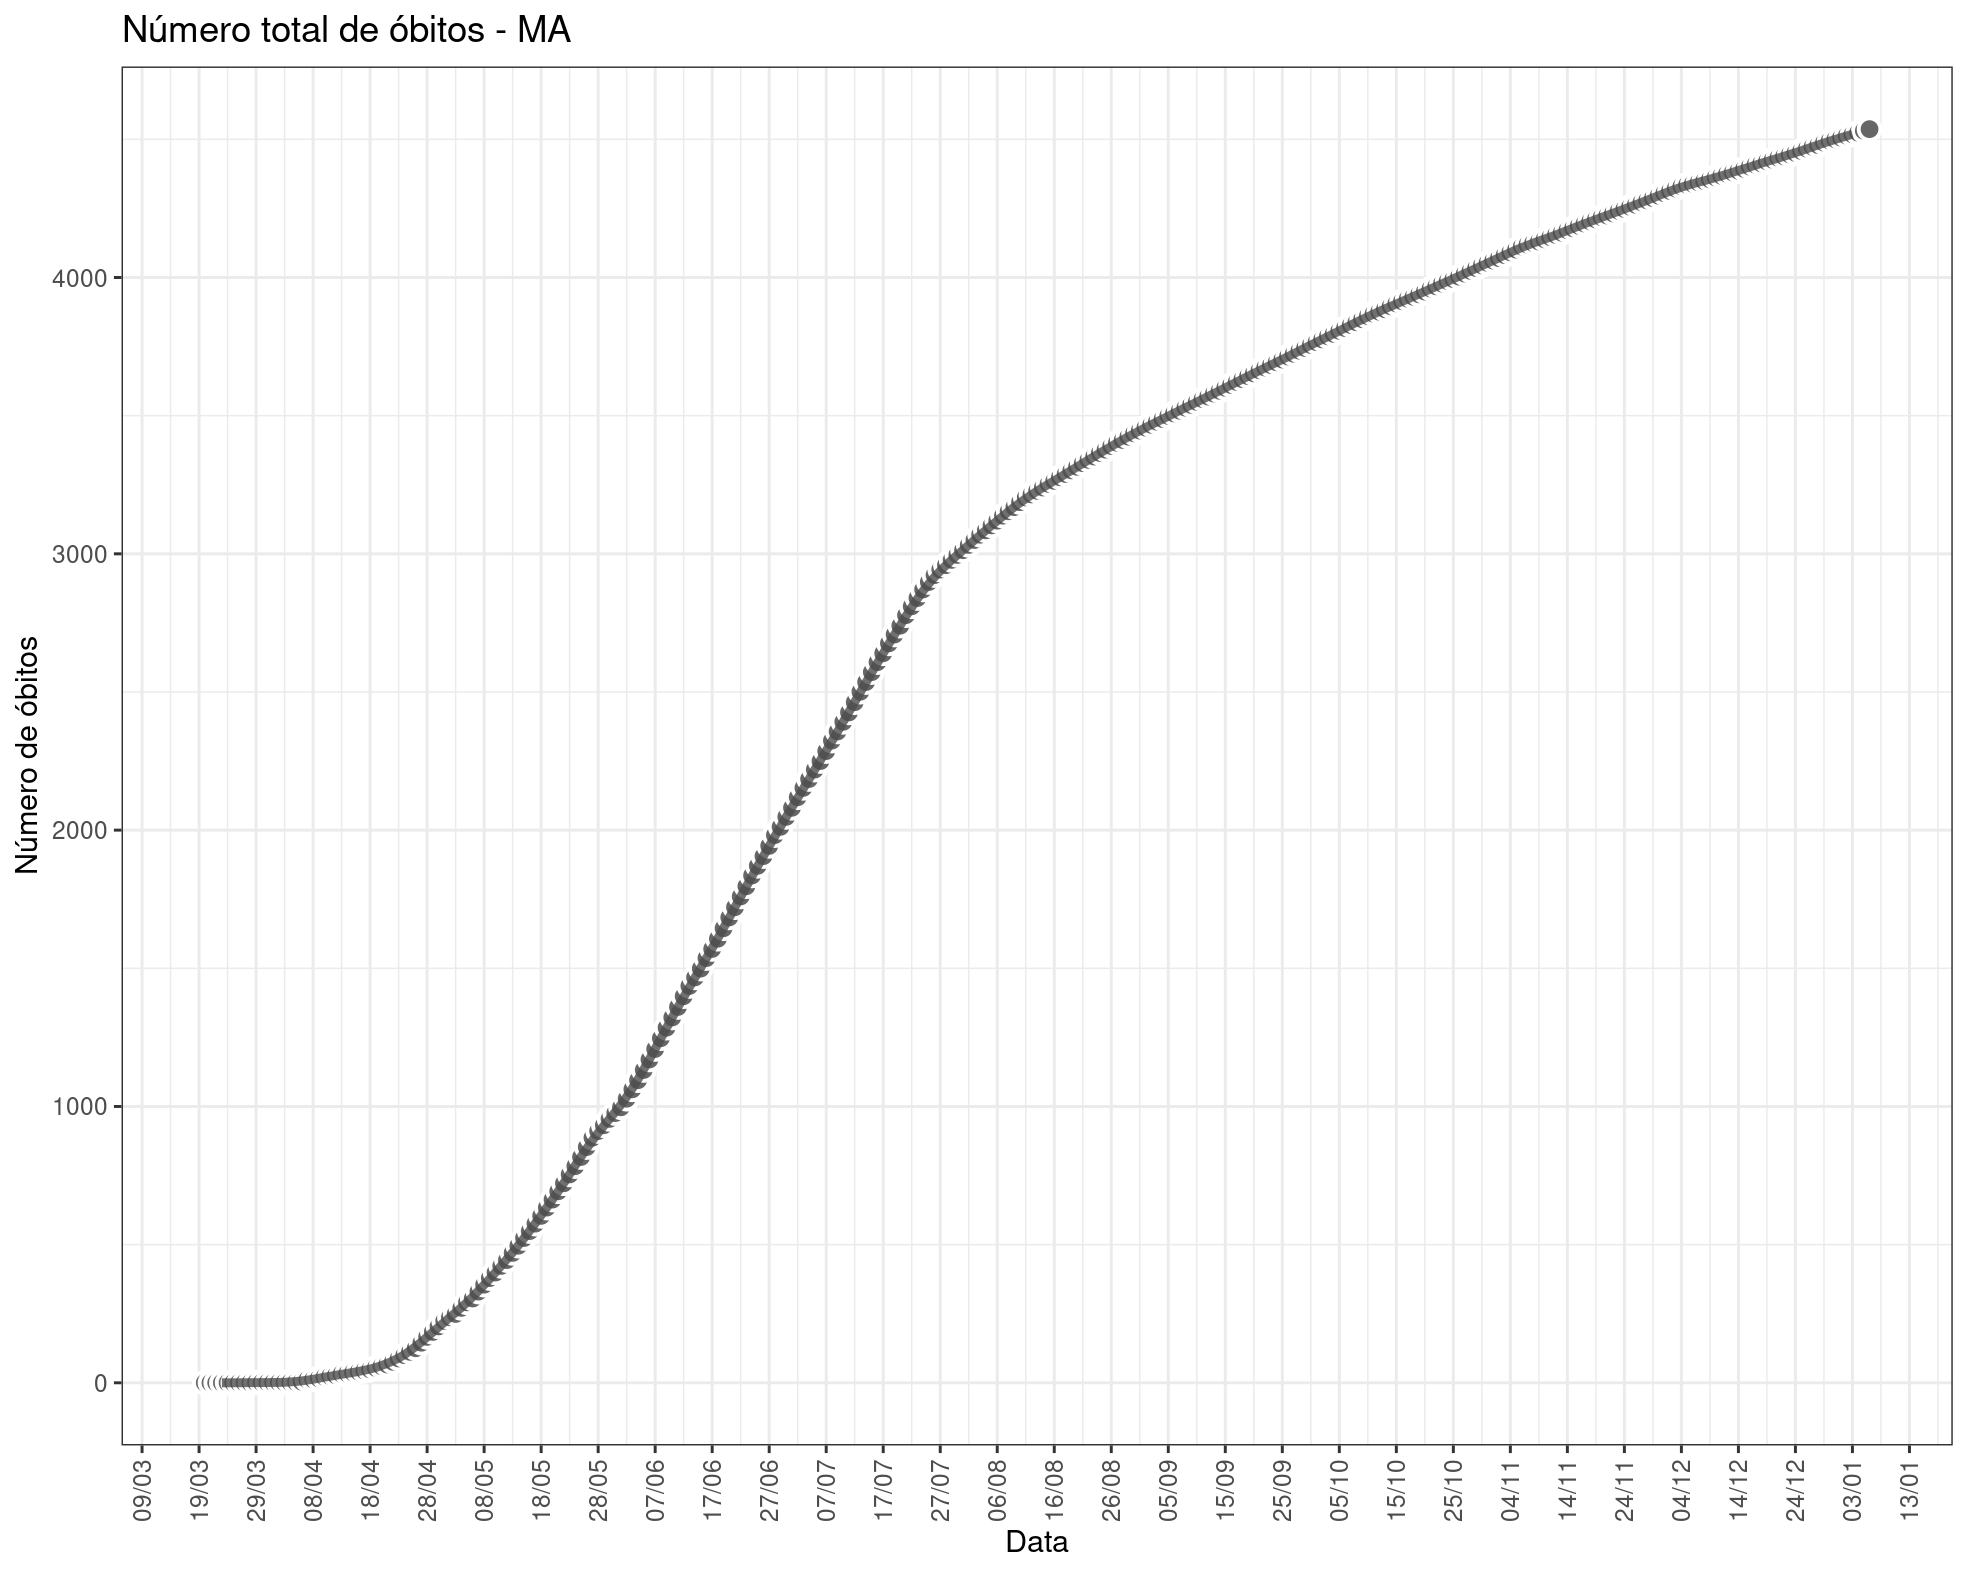 Número total de óbitos - MA
Número de óbitos
4000
3000
2000
1000
0
09/03 19/03 29/03 08/04 18/04 28/04 08/05 18/05 28/05 07/06 17/06 27/06 07/07 17/07 27/07 06/08 16/08 26/08 05/09 15/09 25/09 05/10 15/10 25/10 04/11 14/11 24/11 04/12 14/12 24/12 03/01 13/01
Data